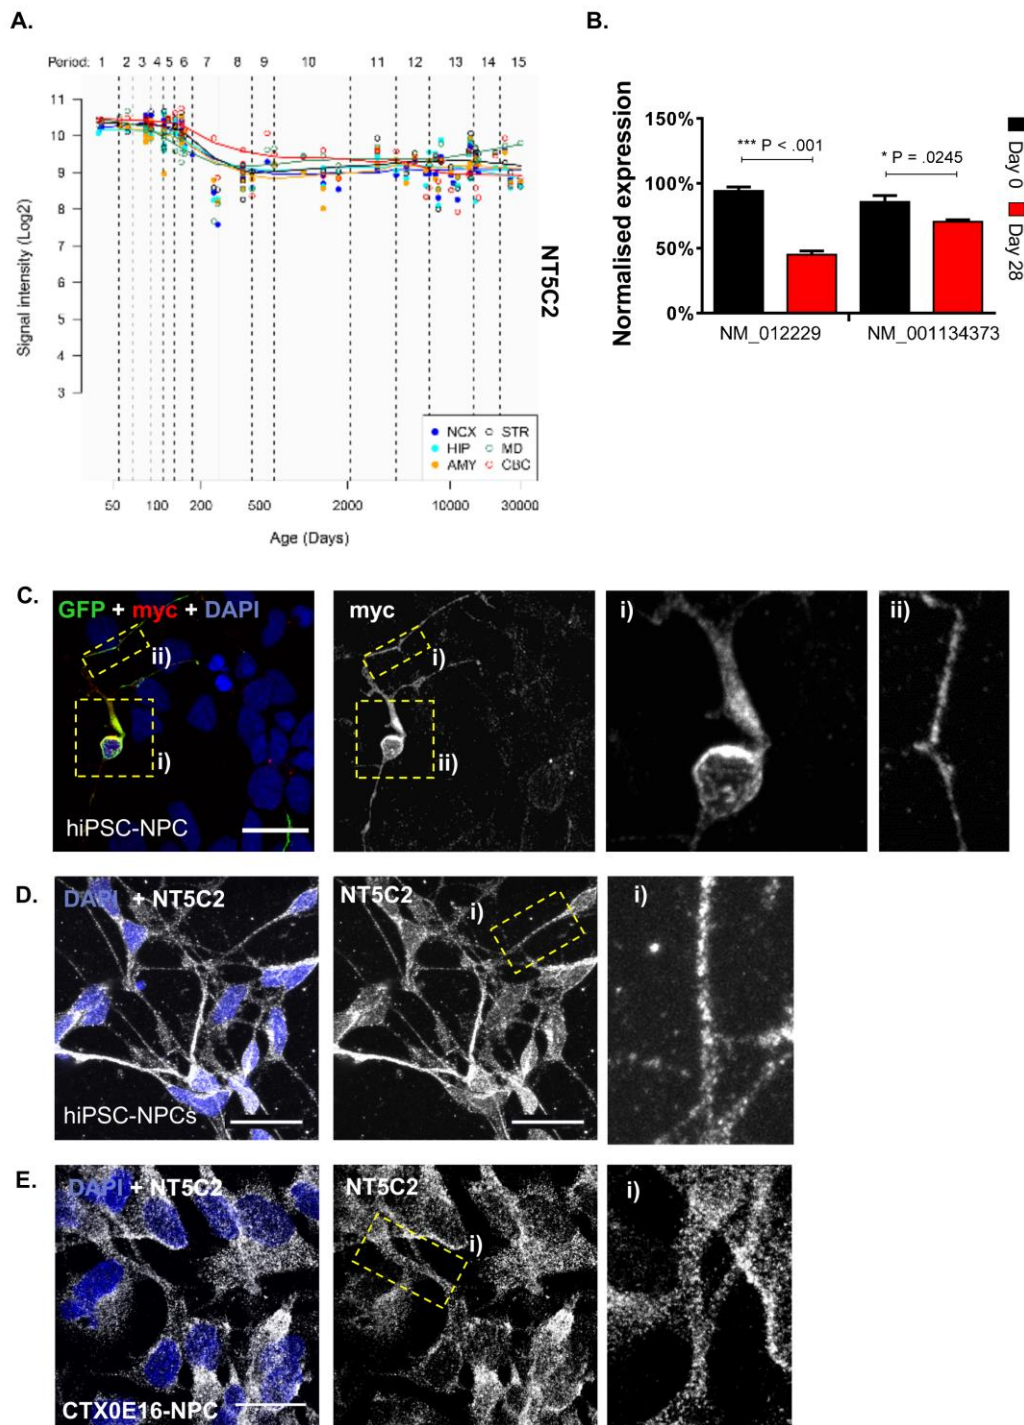 A.
Period: 1 2 3 4 5 6 7 8 9 10 11 12 13 14 15
Signal intensity (Log2)
11
10
9
8
7
6
5
4
3
NCX STR
HIP MD
AMY CBC
50 100 200 500 2000 10000 30000
Age (Days)
NT5C2
B.
Normalised expression
150%
100%
50%
0%
*** P < .001
* P = .0245
NM_012229 NM_001134373
Day 0
Day 28
C.
GFP + myc + DAPI
ii)
i)
hiPSC-NPC
myc
i)
ii)
i)
ii)
D.
DAPI + NT5C2
hiPSC-NPCs
NT5C2
i)
i)
E.
DAPI + NT5C2
CTX0E16-NPC
NT5C2
i)
i)